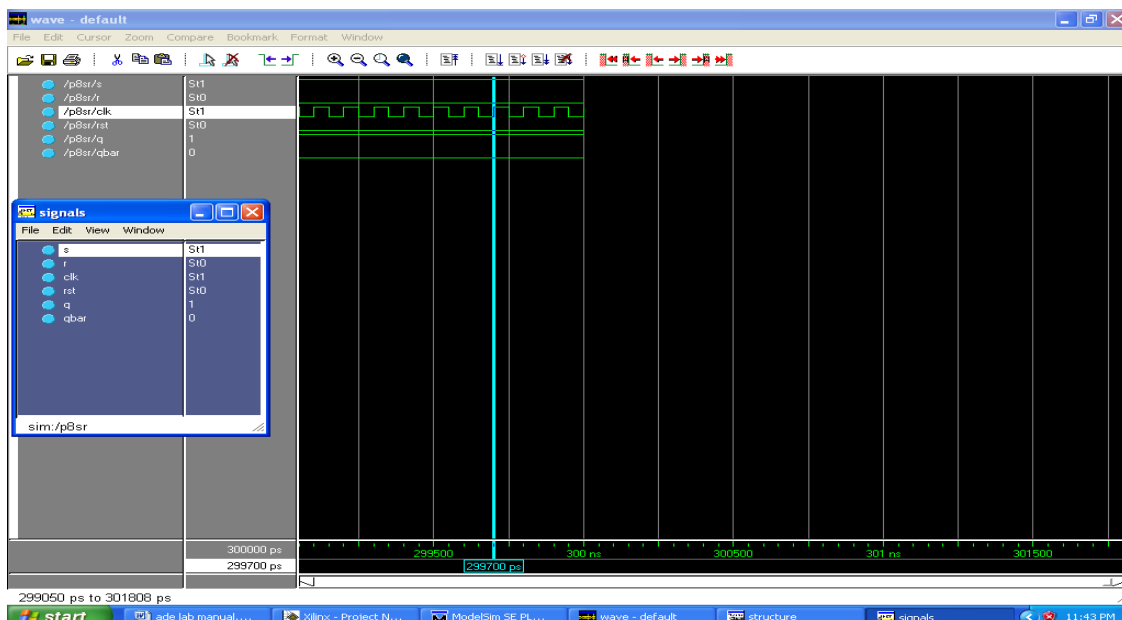 wave - default
File Edit Cursor Zoom Compare Bookmark Format Window
/p8sr/s St1
/p8sr/r St0
/p8sr/clk St1
/p8sr/rst St0
/p8sr/q 1
/p8sr/qbar 0
signals
File Edit View Window
s St1
r St0
clk St1
rst St0
q 1
qbar 0
sim:/p8sr
300000 ps 299500 300 ns 300500 301 ns 301500
299700 ps 299700 ps
299050 ps to 301808 ps
start ade lab manual.... Xilinx - Project N... ModelSim SE PL... wave - default structure signals 11:43 PM